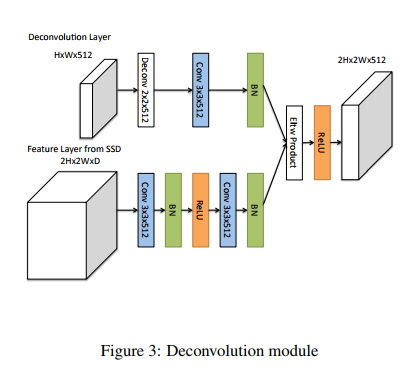 Deconvolution Layer
HxWx512
2Hx2Wx512
Deconv 2x2x512
Conv 3x3x512
BN
Eltw Product
ReLU
Feature Layer from SSD
2Hx2WxD
Conv 3x3x512
BN
ReLU
Conv 3x3x512
BN
Figure 3: Deconvolution module